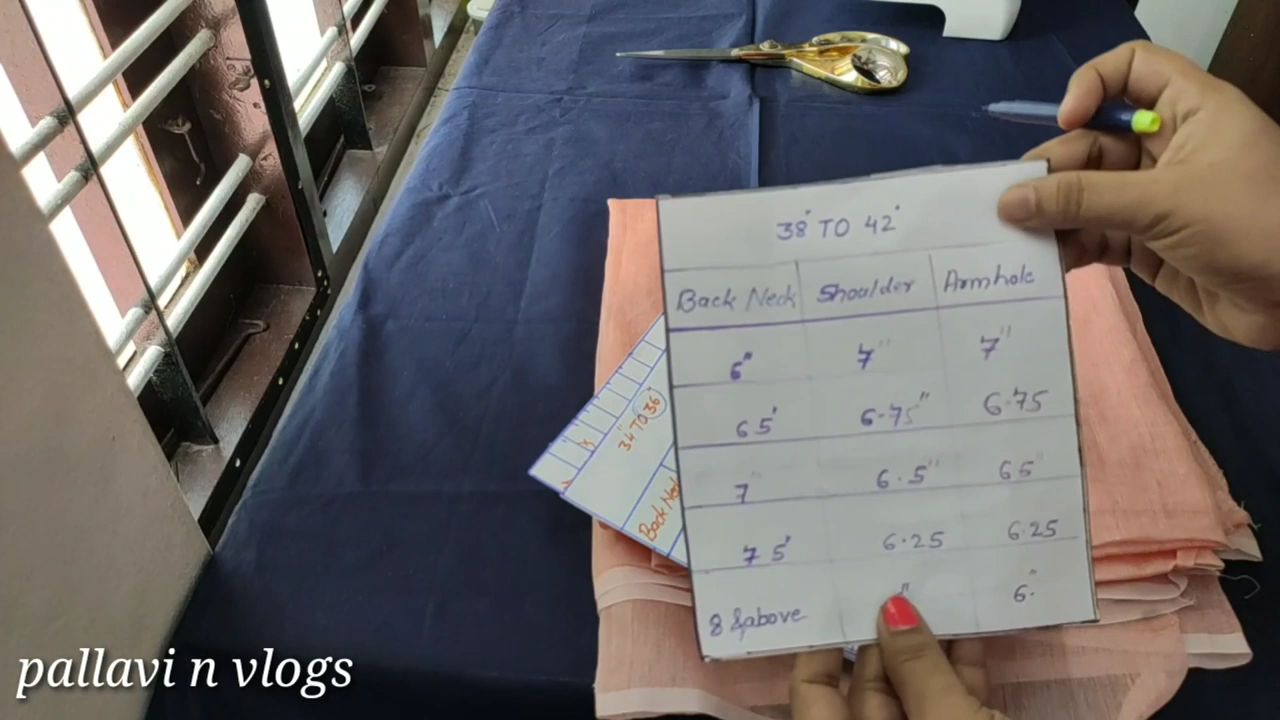 38" TO 42"
Back Neck Shoulder Armhole
6" 7" 7"
6 5" 6.75" 6.75
7" 6.5" 6 5"
7 5" 6.25 6.25
8 & above " 6."
34" TO 36"
Back Neck
pallavi n vlogs